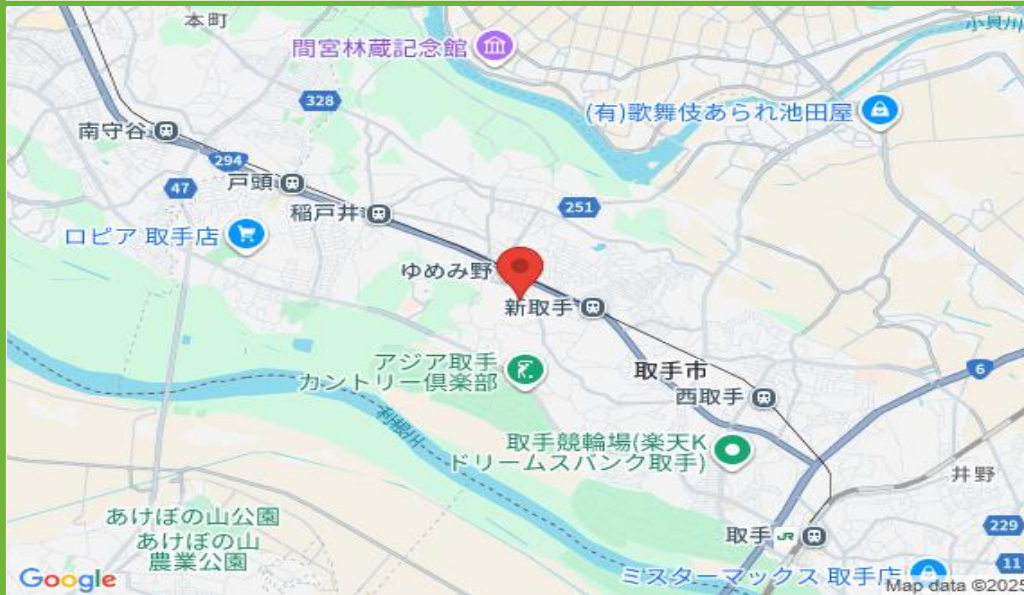 本町
小貝川
間宮林蔵記念館
328
(有)歌舞伎あられ池田屋
南守谷
294
戸頭
47
稲戸井
251
ロピア 取手店
ゆめみ野
新取手
アジア取手
カントリー倶楽部
取手市
6
西取手
利根川
取手競輪場(楽天K
ドリームスバンク取手)
井野
あけぼの山公園
あけぼの山
農業公園
229
取手 JR
11
ミスターマックス 取手店
Google
Map data ©2025